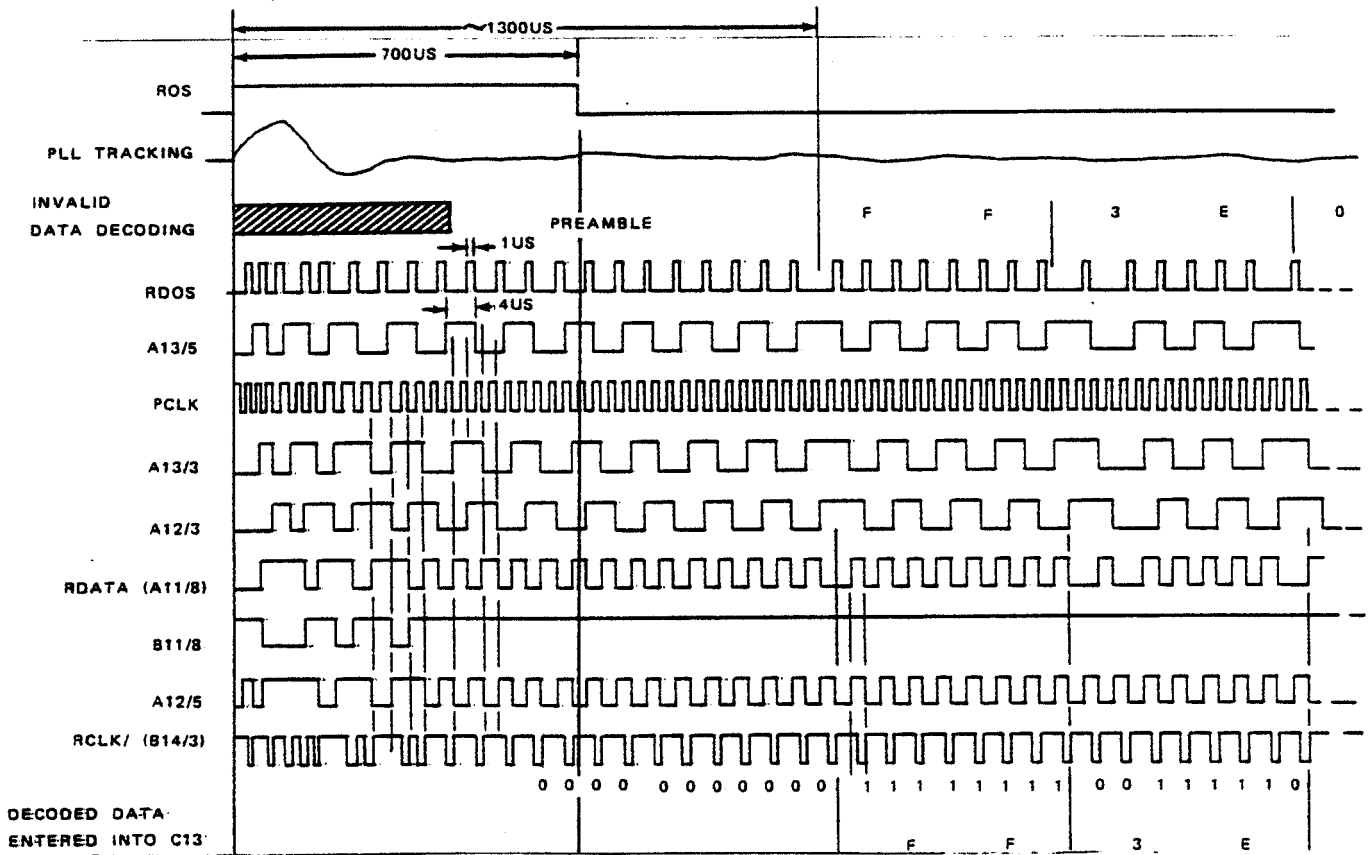 ~1300US
700US
ROS
PLL TRACKING
INVALID
DATA DECODING
PREAMBLE
F F 3 E 0
1US
RDOS
4US
A13/5
PCLK
A13/3
A12/3
RDATA (A11/8)
B11/8
A12/5
RCLK/ (B14/3)
0 0 0 0 0 0 0 0 0 0 0 1 1 1 1 1 1 1 1 0 0 1 1 1 1 1 0
DECODED DATA
ENTERED INTO C13
F F 3 E